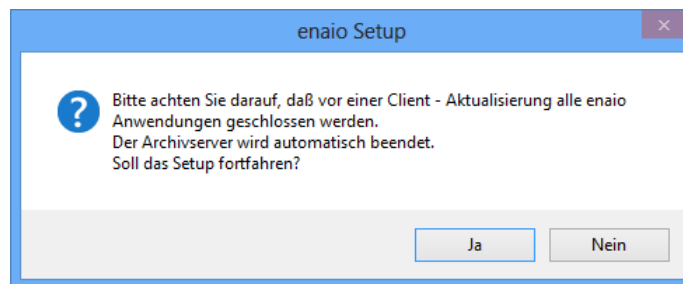 enaio Setup
Bitte achten Sie darauf, daß vor einer Client - Aktualisierung alle enaio
Anwendungen geschlossen werden.
Der Archivserver wird automatisch beendet.
Soll das Setup fortfahren?
Ja
Nein